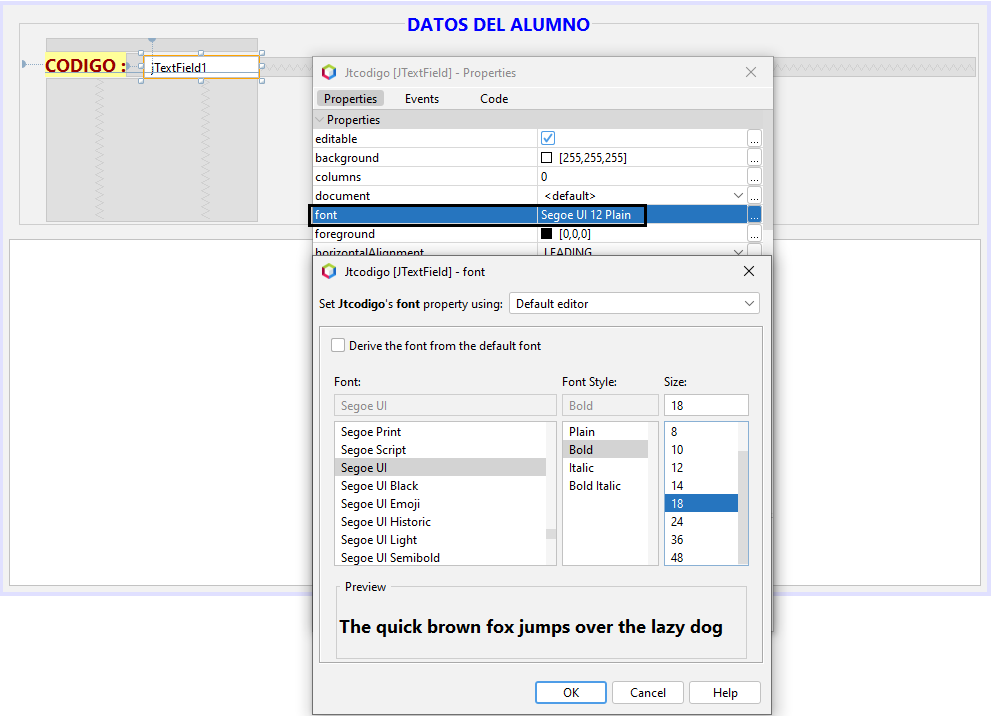 DATOS DEL ALUMNO
CODIGO :
jTextField1
Jtcodigo [JTextField] - Properties
Properties Events Code
Properties
editable ...
background [255,255,255] ...
columns 0 ...
document <default> ...
font Segoe UI 12 Plain ...
foreground [0,0,0] ...
horizontalAlignment LEADING
Jtcodigo [JTextField] - font
Set Jtcodigo's font property using: Default editor
Derive the font from the default font
Font: Font Style: Size:
Segoe UI Bold 18
Segoe Print Plain 8
Segoe Script Bold 10
Segoe UI Italic 12
Segoe UI Black Bold Italic 14
Segoe UI Emoji 18
Segoe UI Historic 24
Segoe UI Light 36
Segoe UI Semibold 48
Preview
The quick brown fox jumps over the lazy dog
OK Cancel Help